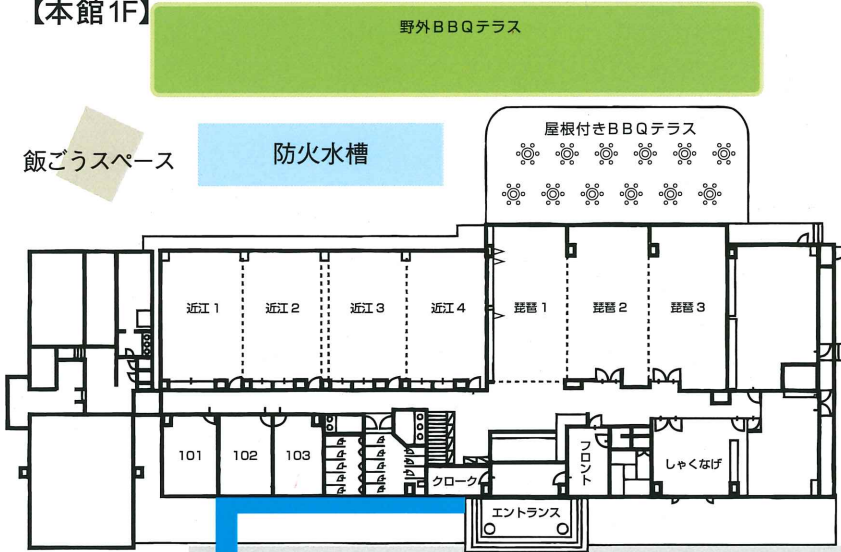 【本館1F】
野外BBQテラス
屋根付きBBQテラス
飯ごうスペース
防火水槽
近江1
近江2
近江3
近江4
琵琶1
琵琶2
琵琶3
101
102
103
クローク
フロント
しゃくなげ
エントランス